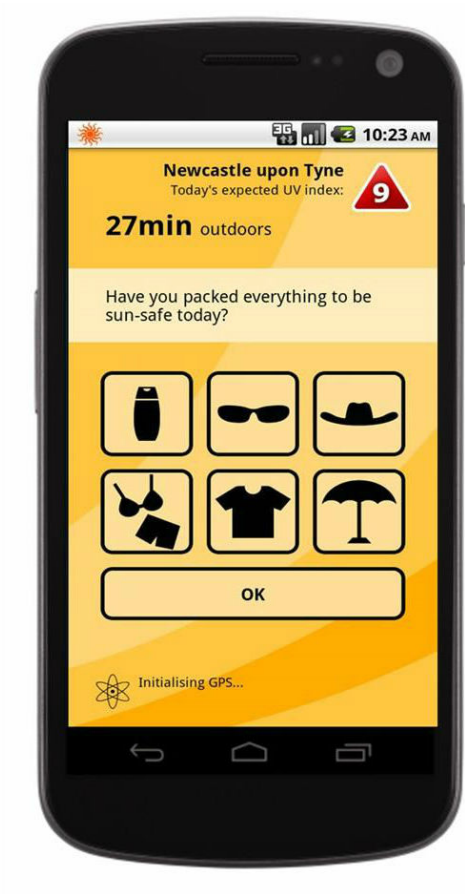 3G
10:23 AM
Newcastle upon Tyne
Today's expected UV index:
9
27min outdoors
Have you packed everything to be
sun-safe today?
OK
Initialising GPS...